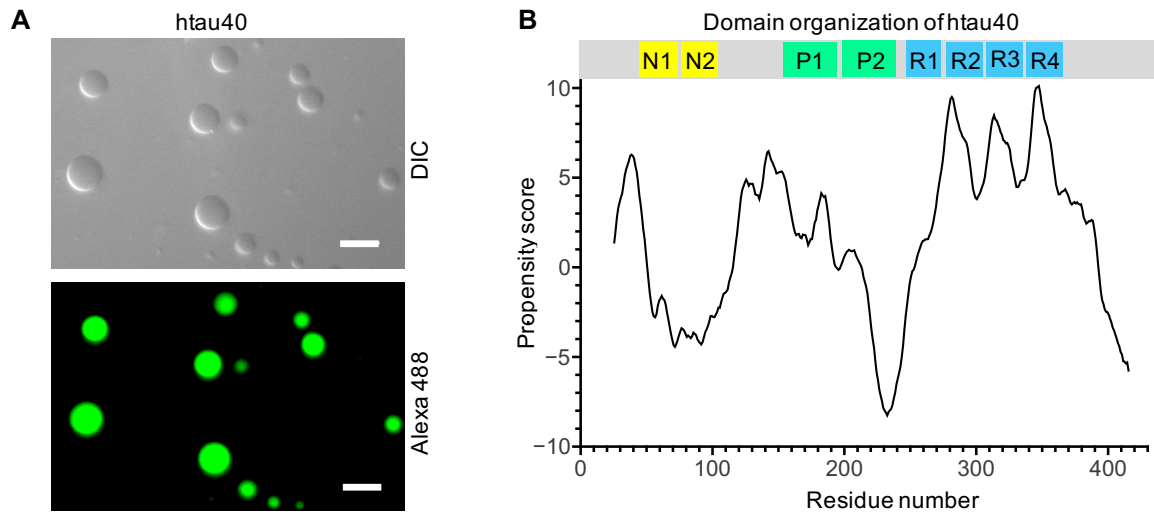 A
htau40
DIC
Alexa 488
B
Domain organization of htau40
N1 N2 P1 P2 R1 R2 R3 R4
Propensity score
10
5
0
−5
−10
0 100 200 300 400
Residue number